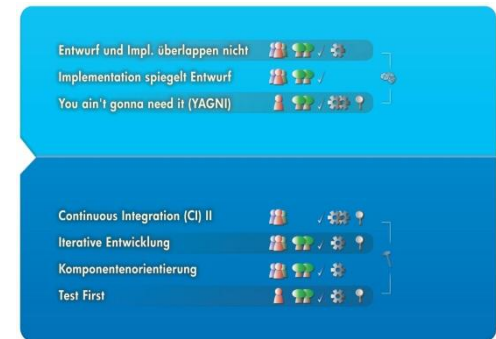 Entwurf und Impl. überlappen nicht
Implementation spiegelt Entwurf
You ain't gonna need it (YAGNI)
Continuous Integration (CI) II
Iterative Entwicklung
Komponentenorientierung
Test First